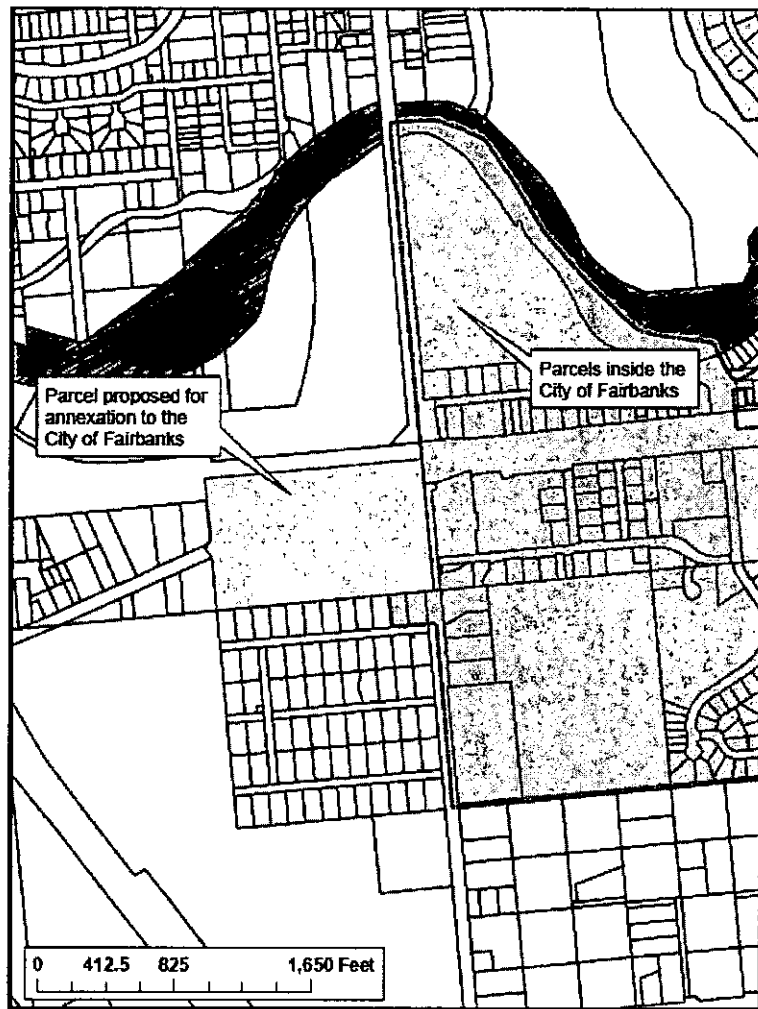 Parcels inside the
City of Fairbanks
Parcel proposed for
annexation to the
City of Fairbanks
0 412.5 825 1,650 Feet